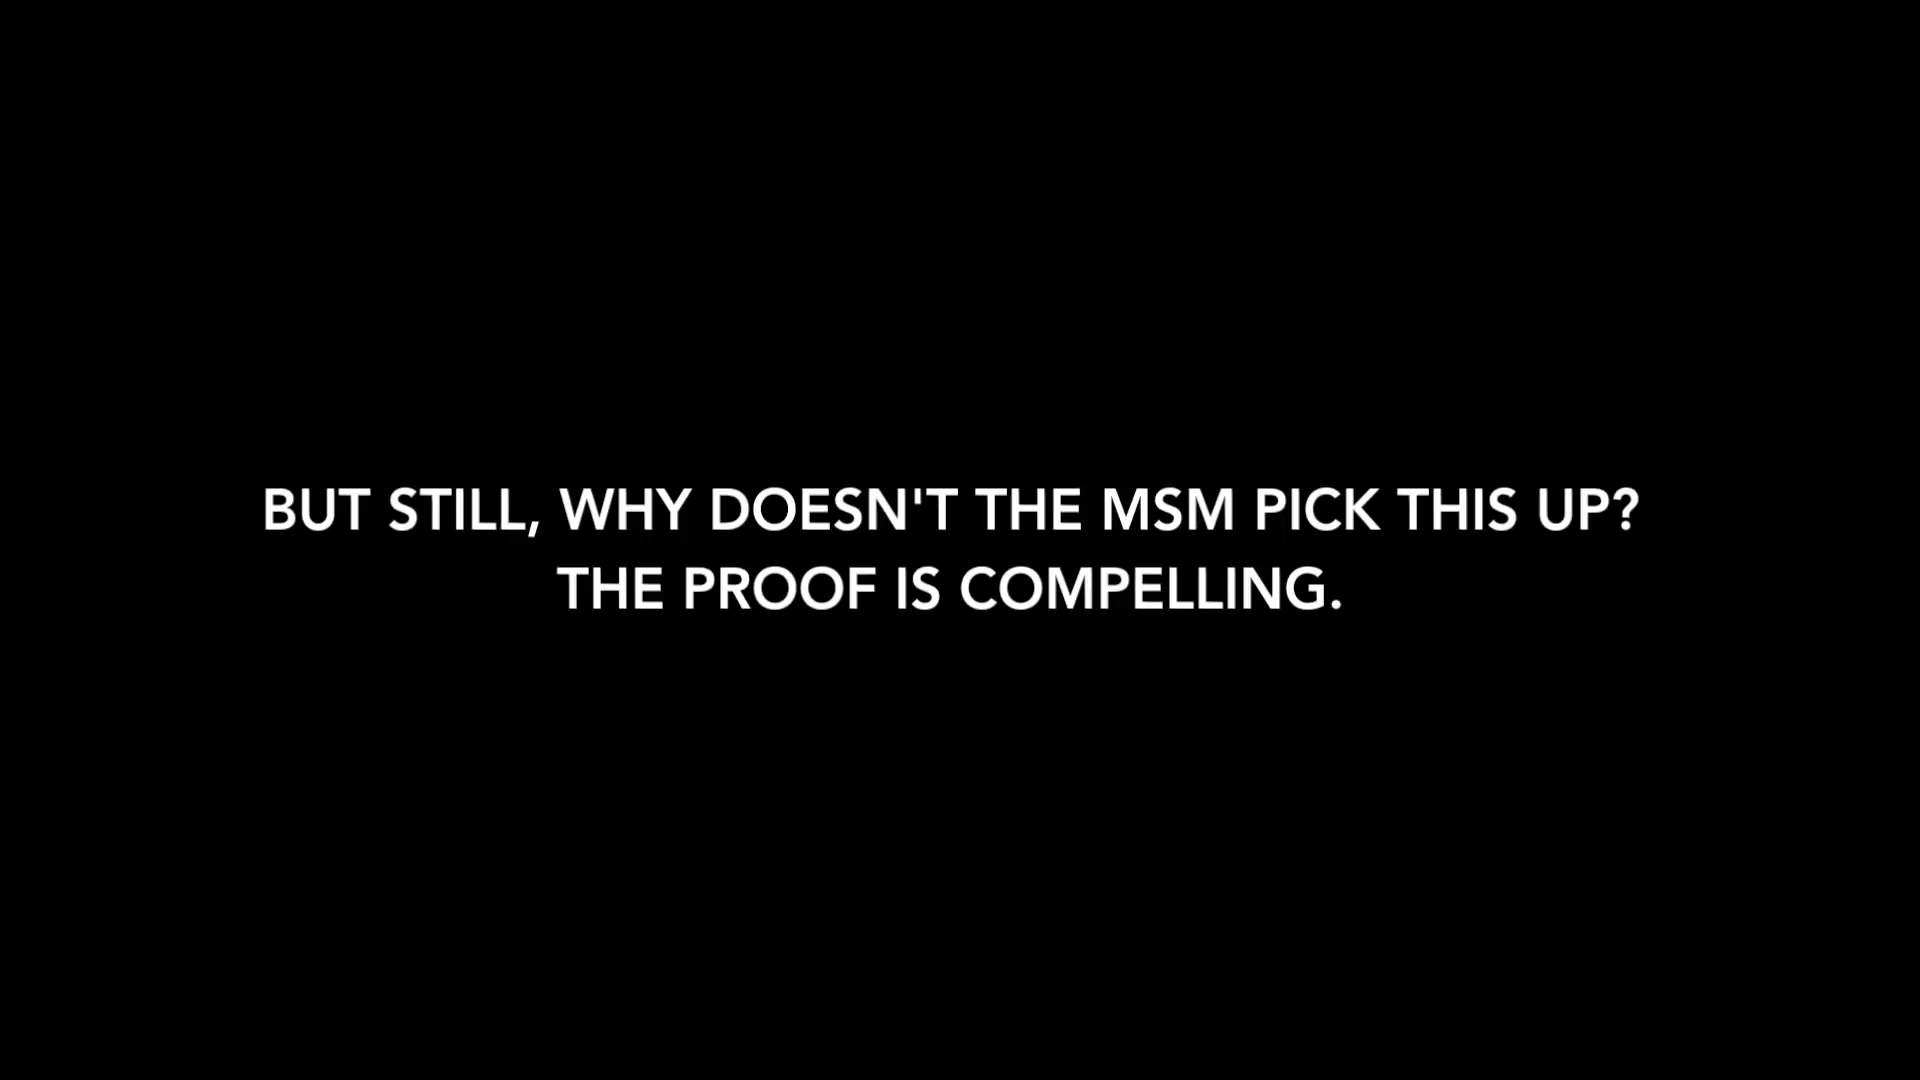 BUT STILL, WHY DOESN'T THE MSM PICK THIS UP?
THE PROOF IS COMPELLING.